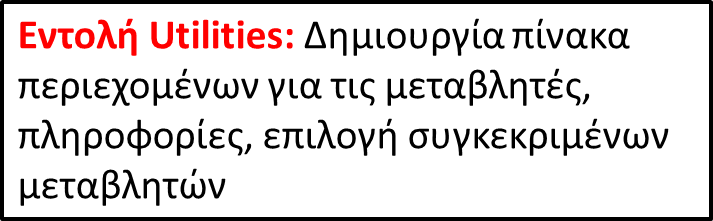 Εντολή Utilities: Δημιουργία πίνακα
περιεχομένων για τις μεταβλητές,
πληροφορίες, επιλογή συγκεκριμένων
μεταβλητών